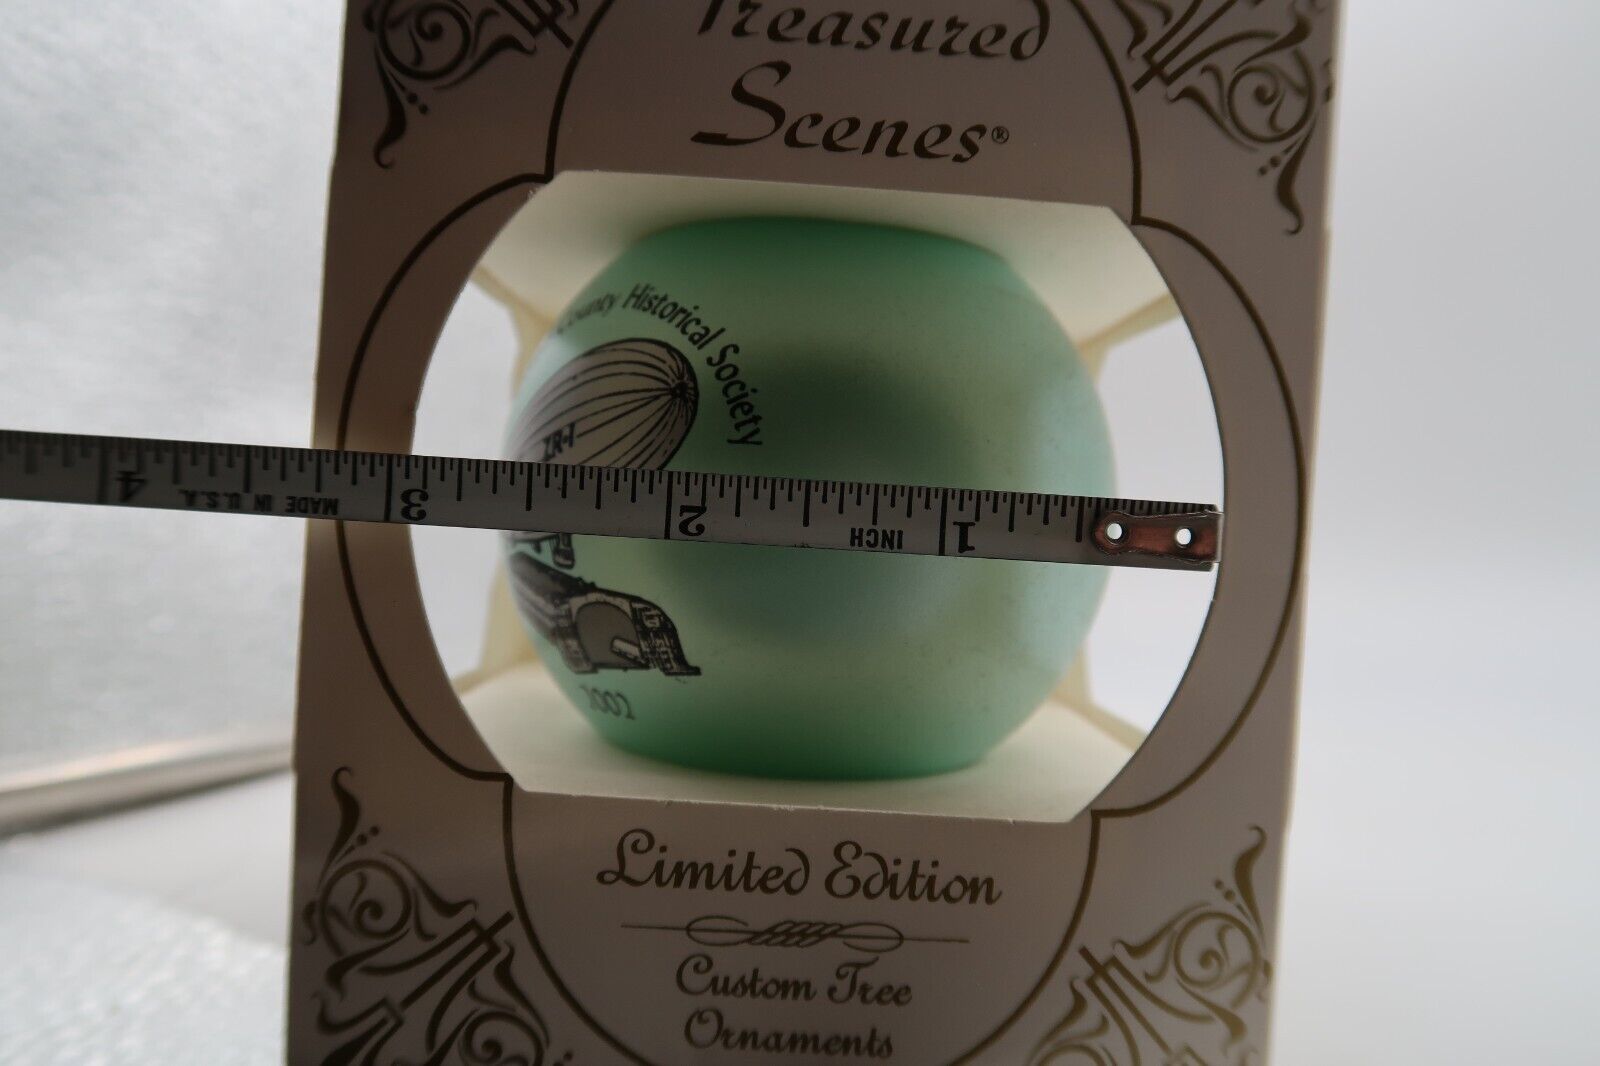 Treasured
Scenes®
County Historical Society
ZR-1
4 MADE IN U.S.A. 3 2 INCH 1
2002
Limited Edition
Custom Tree
Ornaments